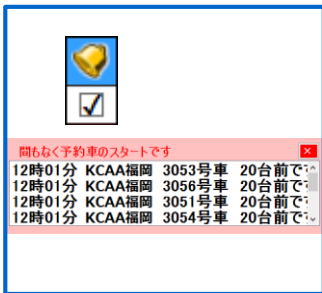 間もなく予約車のスタートです
12時01分 KCAA福岡 3053号車 20台前で
12時01分 KCAA福岡 3056号車 20台前で
12時01分 KCAA福岡 3051号車 20台前で
12時01分 KCAA福岡 3054号車 20台前で